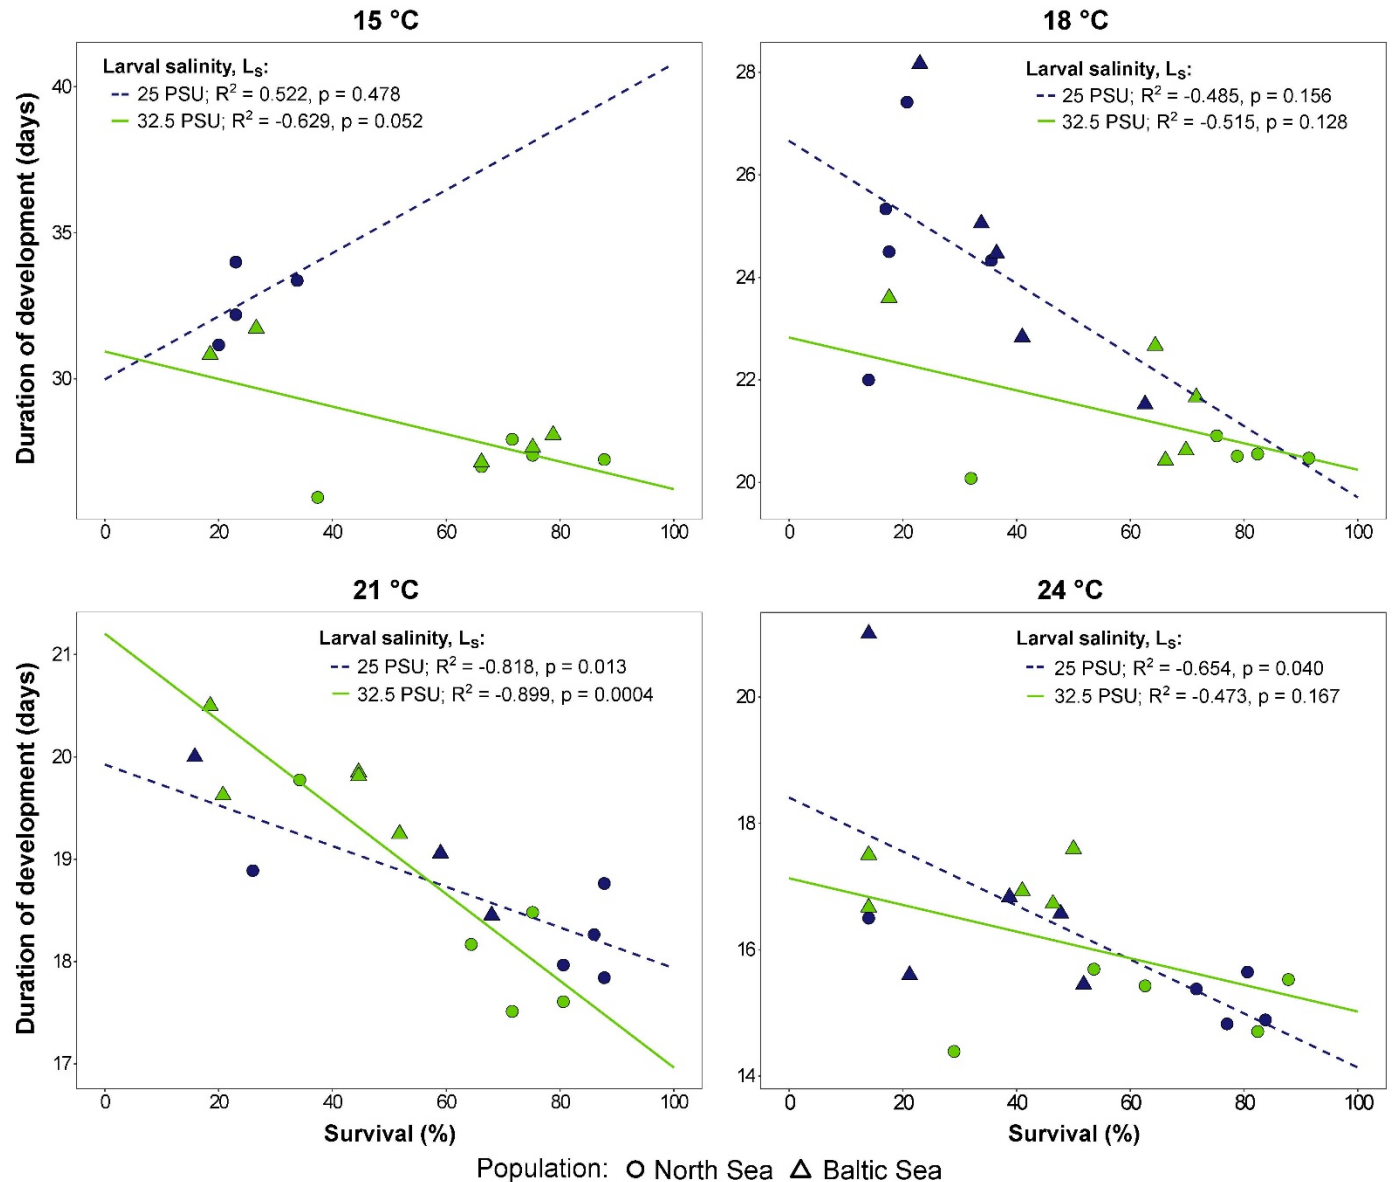 15 °C
Larval salinity, L_S:
25 PSU; R² = 0.522, p = 0.478
32.5 PSU; R² = -0.629, p = 0.052
Duration of development (days)
40
35
30
0 20 40 60 80 100
18 °C
Larval salinity, L_S:
25 PSU; R² = -0.485, p = 0.156
32.5 PSU; R² = -0.515, p = 0.128
28
26
24
22
20
0 20 40 60 80 100
21 °C
Larval salinity, L_S:
25 PSU; R² = -0.818, p = 0.013
32.5 PSU; R² = -0.899, p = 0.0004
Duration of development (days)
21
20
19
18
17
0 20 40 60 80 100
Survival (%)
24 °C
Larval salinity, L_S:
25 PSU; R² = -0.654, p = 0.040
32.5 PSU; R² = -0.473, p = 0.167
20
18
16
14
0 20 40 60 80 100
Survival (%)
Population: North Sea Baltic Sea